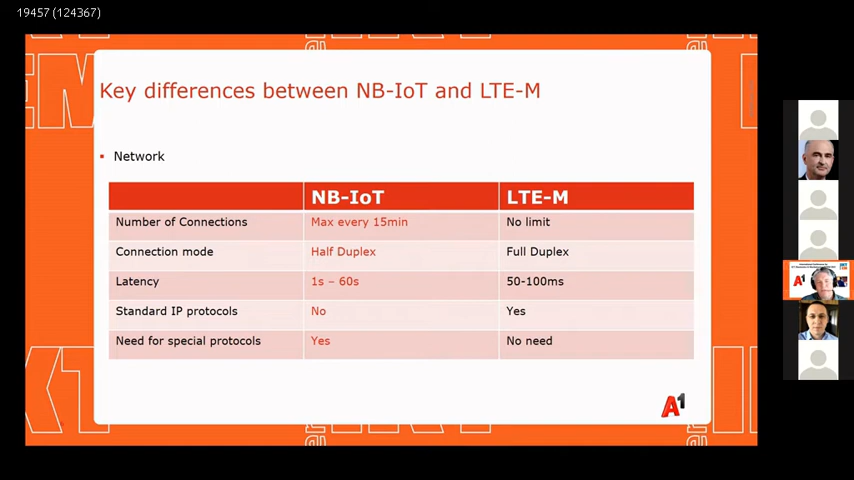 19457 (124367)
Key differences between NB-IoT and LTE-M
▪ Network
NB-IoT LTE-M
Number of Connections Max every 15min No limit
Connection mode Half Duplex Full Duplex
Latency 1s – 60s 50-100ms
Standard IP protocols No Yes
Need for special protocols Yes No need
A1
A1